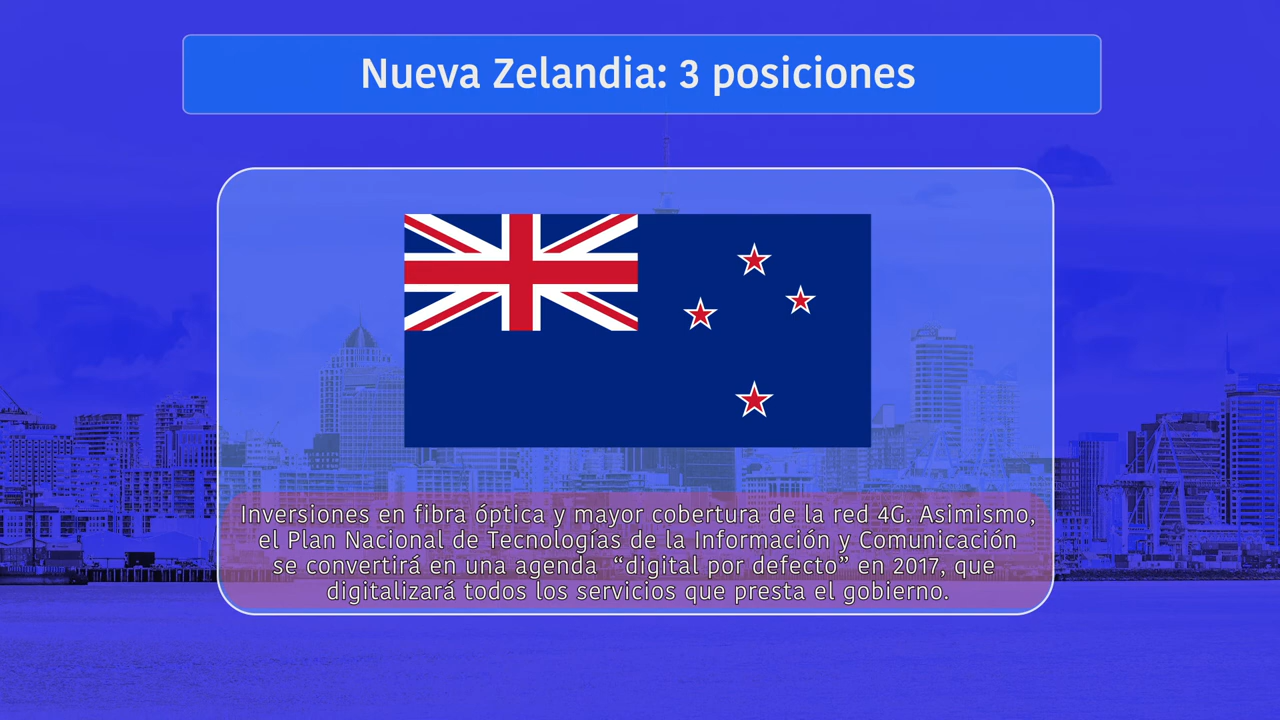 Nueva Zelandia: 3 posiciones
Inversiones en fibra óptica y mayor cobertura de la red 4G. Asimismo,
el Plan Nacional de Tecnologías de la Información y Comunicación
se convertirá en una agenda “digital por defecto” en 2017, que
digitalizará todos los servicios que presta el gobierno.